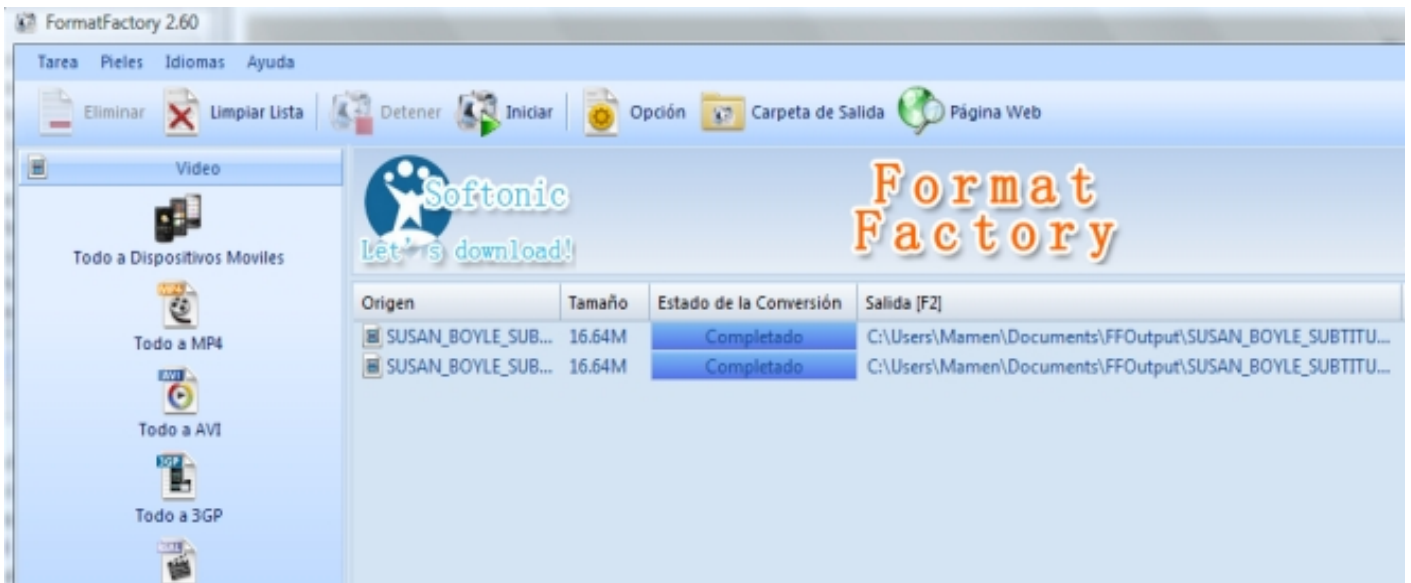 FormatFactory 2.60
Tarea Pieles Idiomas Ayuda
Eliminar Limpiar Lista Detener Iniciar Opción Carpeta de Salida Página Web
Video
Softonic
Let's download!
Format
Factory
Todo a Dispositivos Moviles
MP4
Todo a MP4
AVI
Todo a AVI
3GP
Todo a 3GP
Origen Tamaño Estado de la Conversión Salida [F2]
SUSAN_BOYLE_SUB... 16.64M Completado C:\Users\Mamen\Documents\FFOutput\SUSAN_BOYLE_SUBTITU...
SUSAN_BOYLE_SUB... 16.64M Completado C:\Users\Mamen\Documents\FFOutput\SUSAN_BOYLE_SUBTITU...